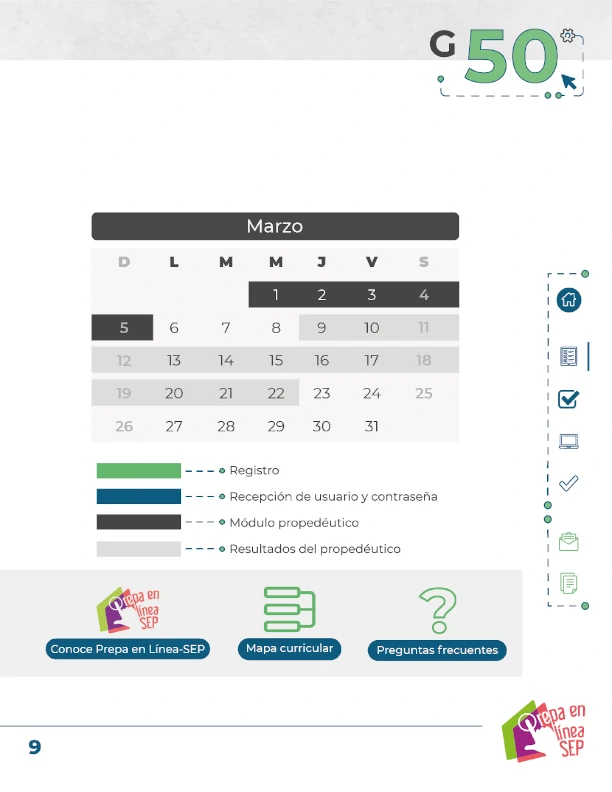 G 50
Marzo
D L M M J V S
1 2 3 4
5 6 7 8 9 10 11
12 13 14 15 16 17 18
19 20 21 22 23 24 25
26 27 28 29 30 31
Registro
Recepción de usuario y contraseña
Módulo propedéutico
Resultados del propedéutico
Prepa en
línea
SEP
?
Conoce Prepa en Línea-SEP
Mapa curricular
Preguntas frecuentes
Prepa en
línea
SEP
9